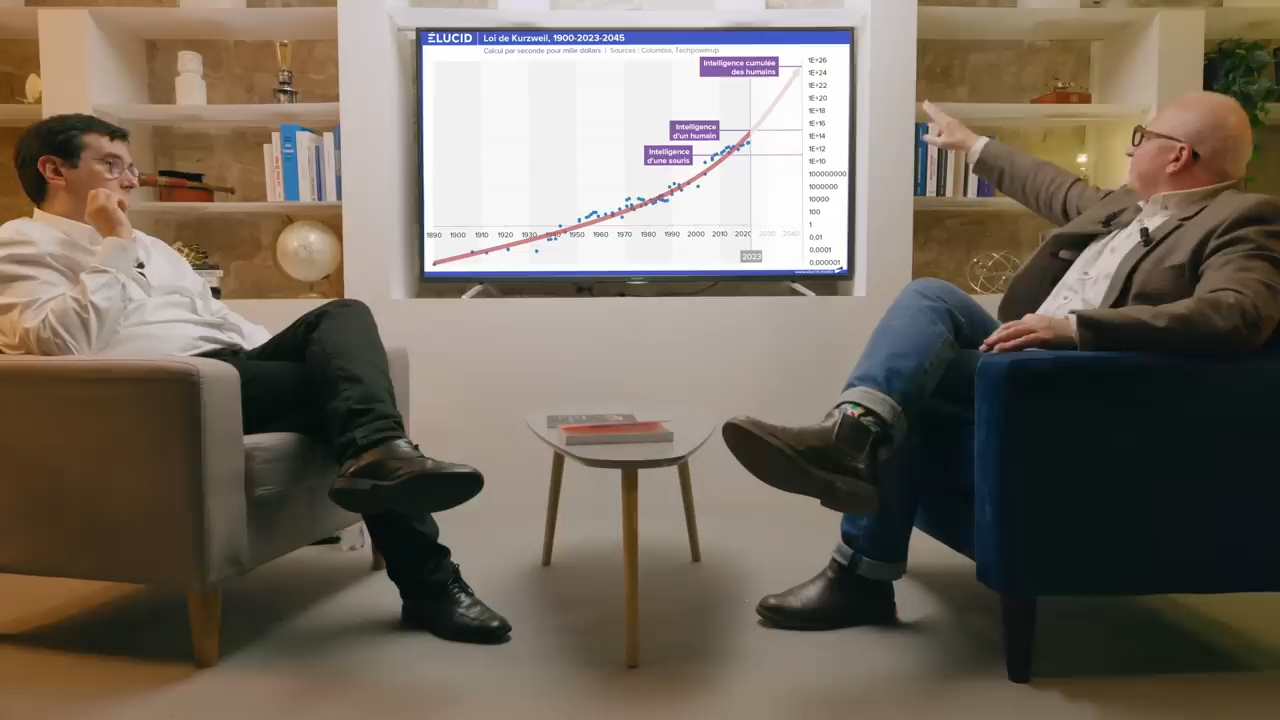 ÉLUCID Loi de Kurzweil, 1900-2023-2045
Calcul par seconde pour mille dollars | Sources : Columbia, Techpowerup
Intelligence cumulée
des humains
Intelligence
d'un humain
Intelligence
d'une souris
1E+26
1E+24
1E+22
1E+20
1E+18
1E+16
1E+14
1E+12
1E+10
100000000
1000000
10000
100
1
0,01
0,0001
0,000001
1890 1900 1910 1920 1930 1940 1950 1960 1970 1980 1990 2000 2010 2020 2030 2040
2023